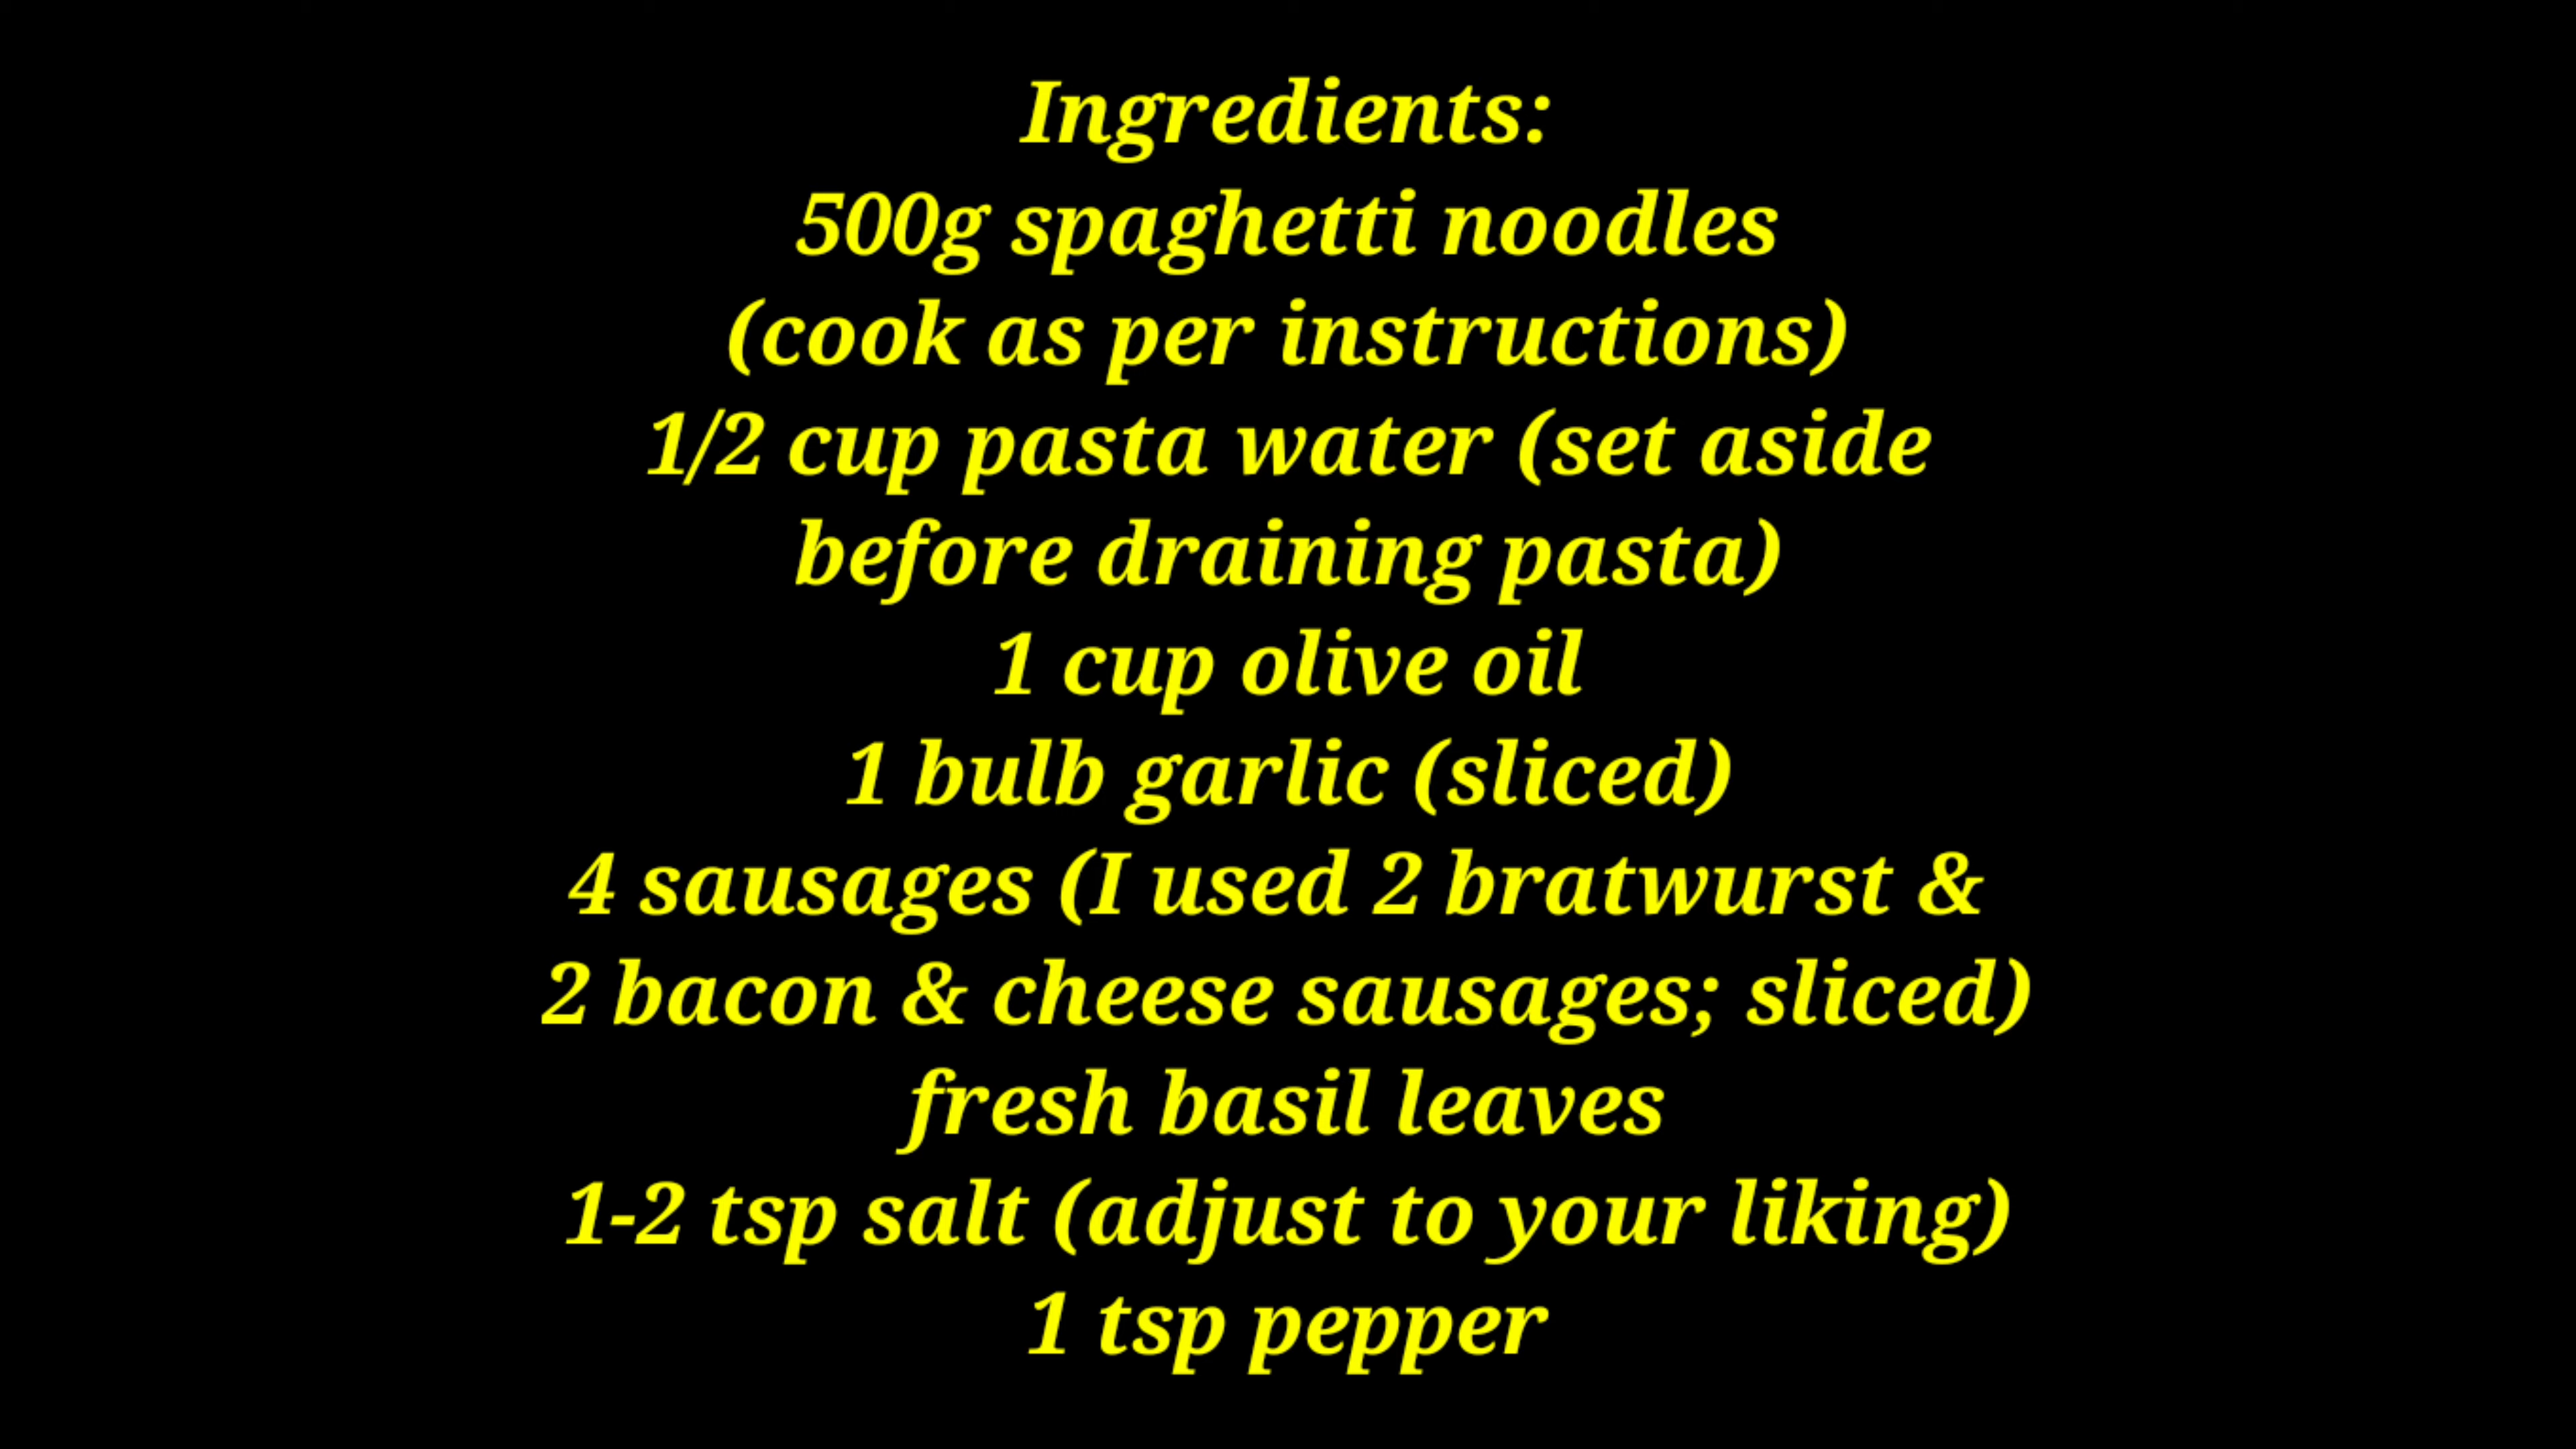 Ingredients:
500g spaghetti noodles
(cook as per instructions)
1/2 cup pasta water (set aside
before draining pasta)
1 cup olive oil
1 bulb garlic (sliced)
4 sausages (I used 2 bratwurst &
2 bacon & cheese sausages; sliced)
fresh basil leaves
1-2 tsp salt (adjust to your liking)
1 tsp pepper